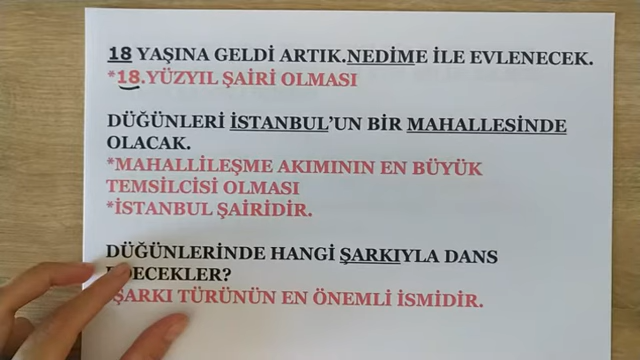 18 YAŞINA GELDİ ARTIK.NEDİME İLE EVLENECEK.
*18.YÜZYIL ŞAİRİ OLMASI
DÜĞÜNLERİ İSTANBUL'UN BİR MAHALLESİNDE
OLACAK.
*MAHALLİLEŞME AKIMININ EN BÜYÜK
TEMSİLCİSİ OLMASI
*İSTANBUL ŞAİRİDİR.
DÜĞÜNLERİNDE HANGİ ŞARKIYLA DANS
EDECEKLER?
ŞARKI TÜRÜNÜN EN ÖNEMLİ İSMİDİR.